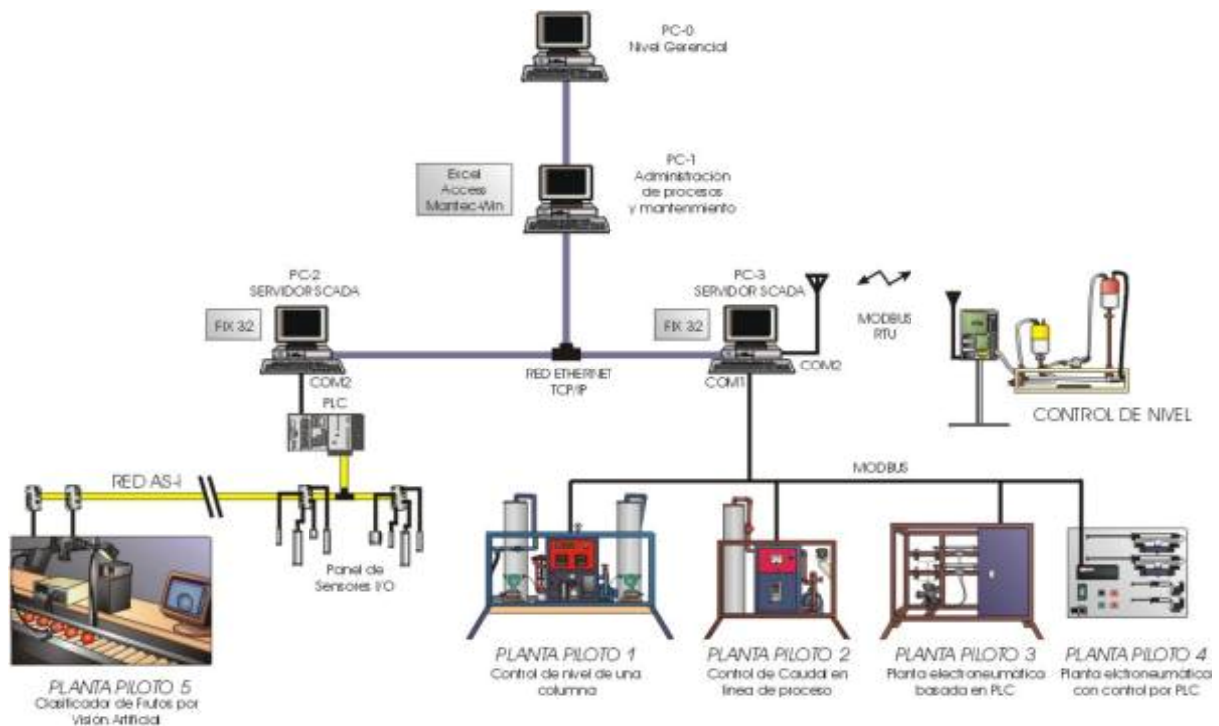 PC-0
Nivel Gerencial
Excel
Access
Mantec-Win
PC-1
Administración
de procesos
y mantenmiento
PC-2
SERVIDOR SCADA
FIX 32
COM2
PLC
PC-3
SERVIDOR SCADA
FIX 32
COM1
COM2
RED ETHERNET
TCP/IP
MODBUS
RTU
CONTROL DE NIVEL
RED AS-i
Panel de
Sensores I/O
MODBUS
PLANTA PILOTO 1
Control de nivel de una
columna
PLANTA PILOTO 2
Control de Caudal en
línea de proceso
PLANTA PILOTO 3
Planta electroneumática
basada en PLC
PLANTA PILOTO 4
Planta elctroneumática
con control por PLC
PLANTA PILOTO 5
Clasificador de Frutos por
Visión Artificial